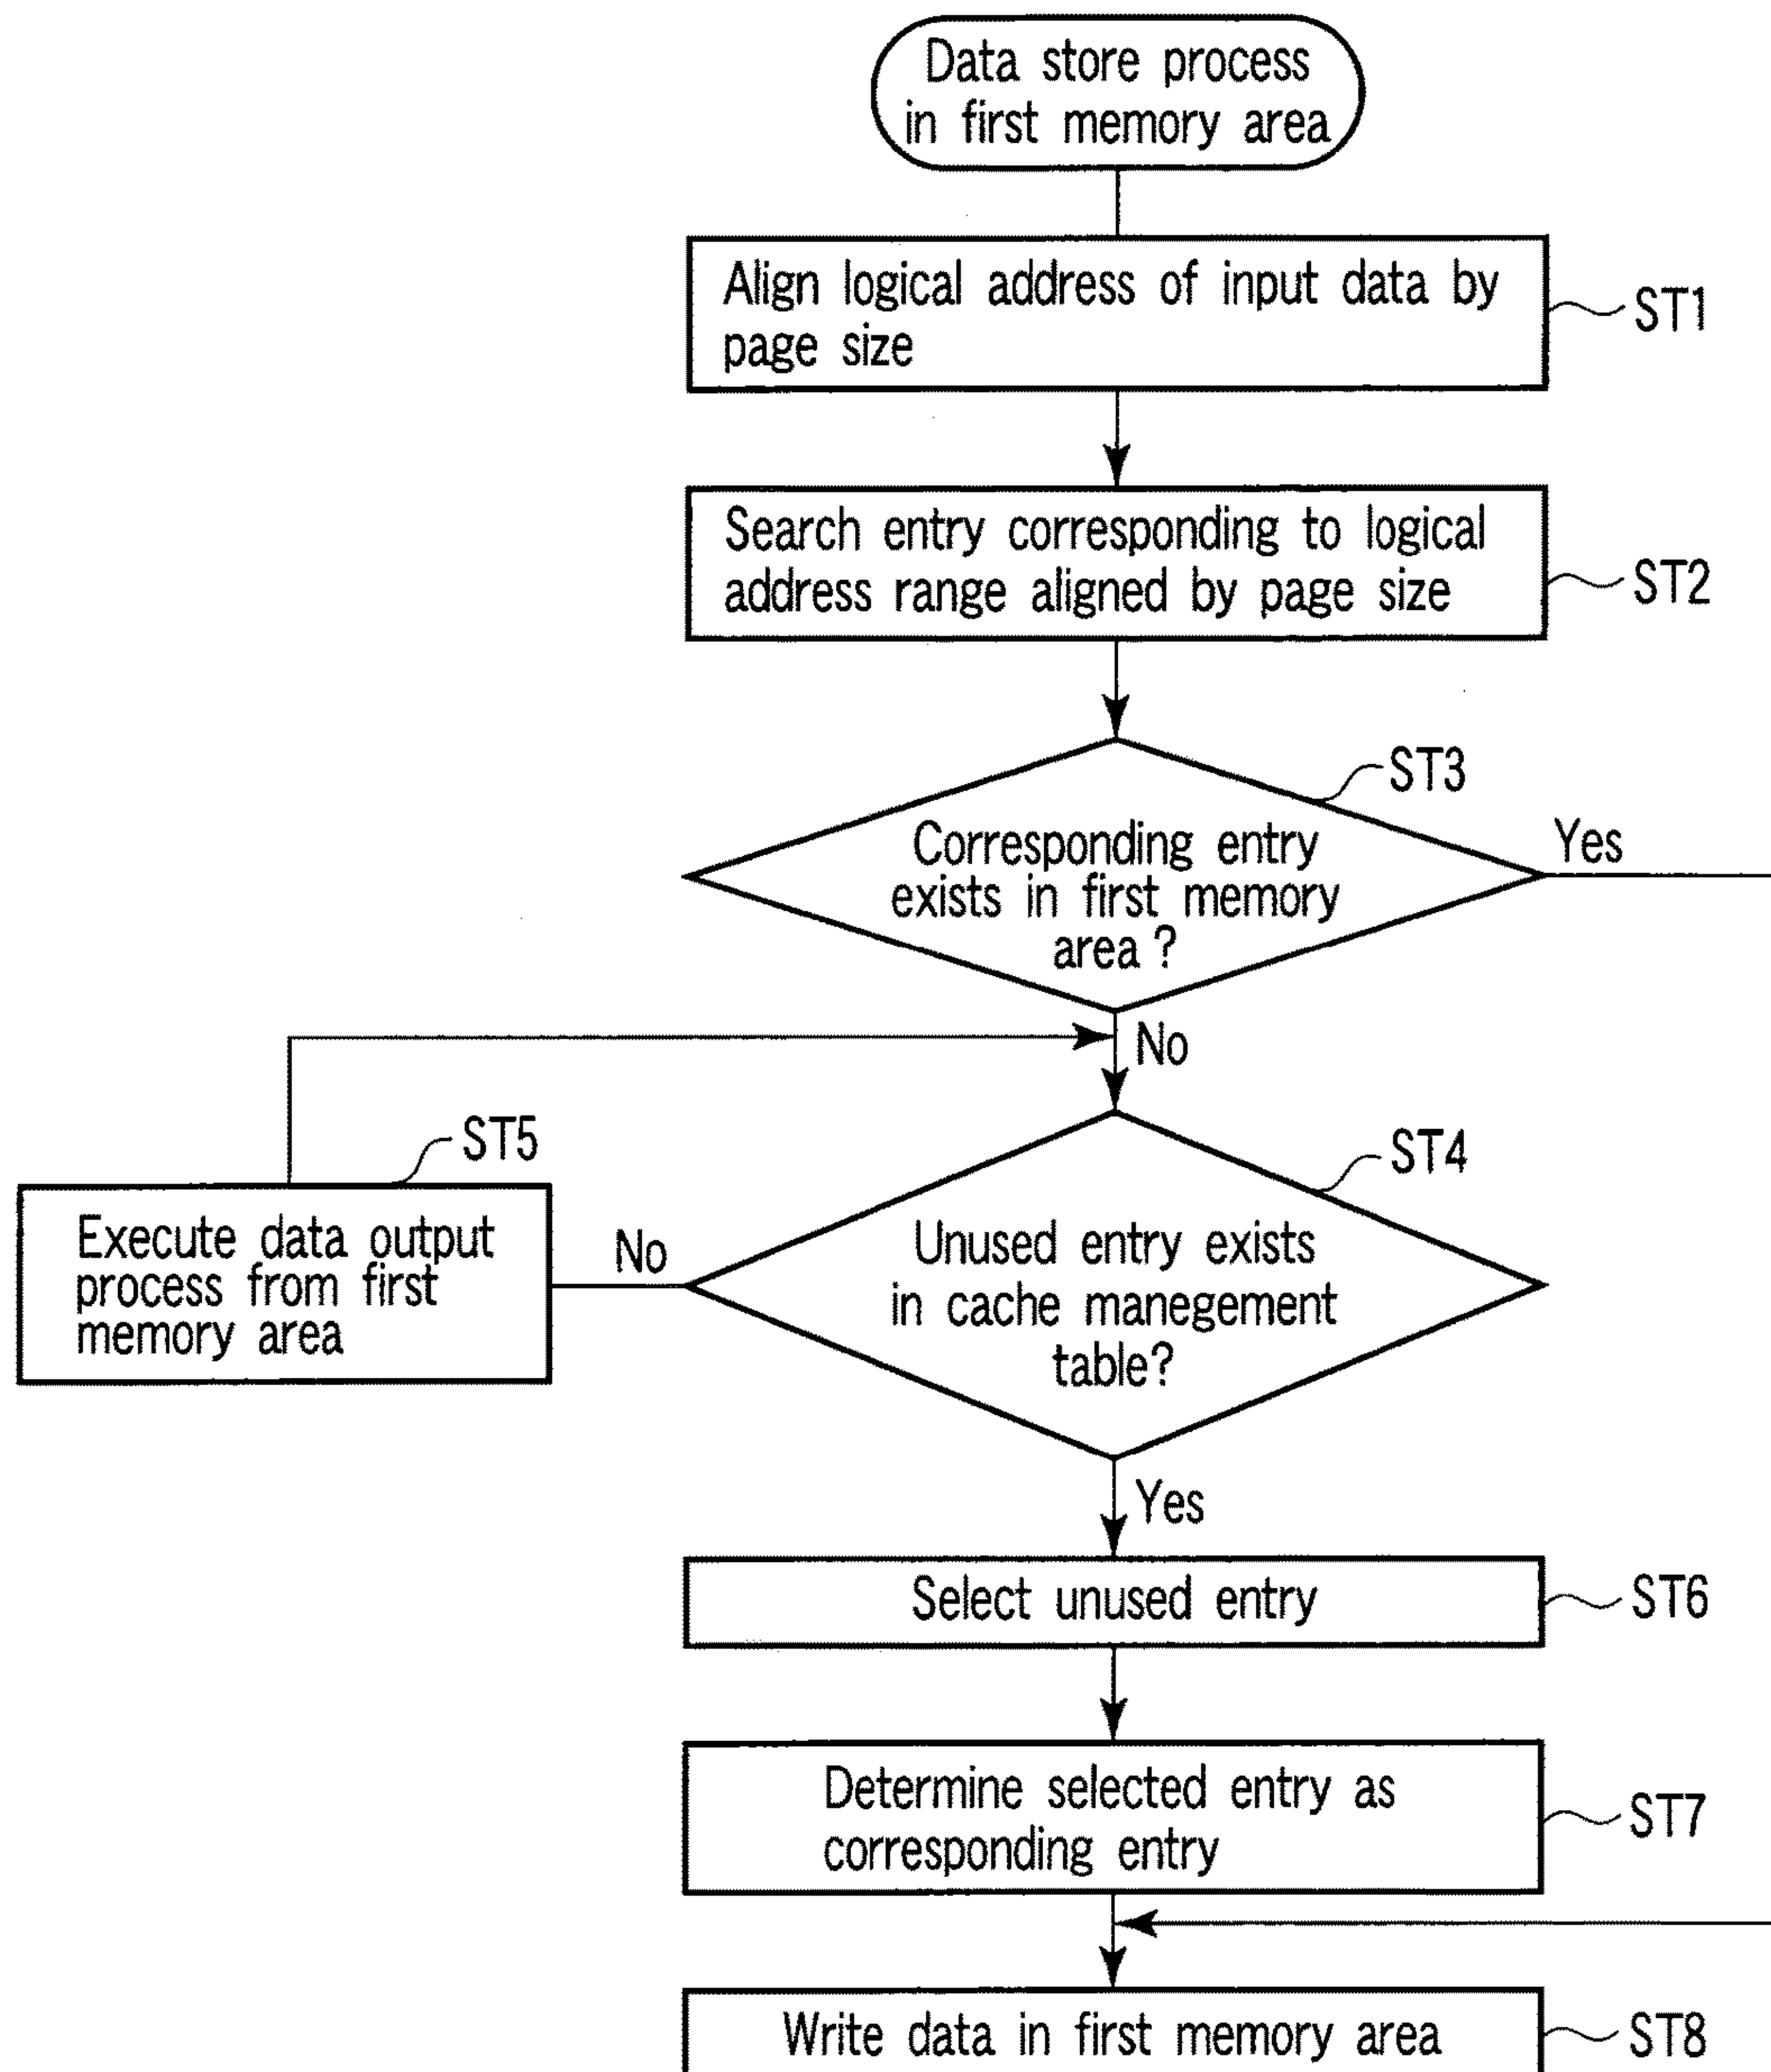 Data store process
in first memory area
Align logical address of input data by
page size
ST1
Search entry corresponding to logical
address range aligned by page size
ST2
ST3
Corresponding entry
exists in first memory
area ?
Yes
No
ST5
Execute data output
process from first
memory area
No
ST4
Unused entry exists
in cache manegement
table?
Yes
Select unused entry
ST6
Determine selected entry as
corresponding entry
ST7
Write data in first memory area
ST8